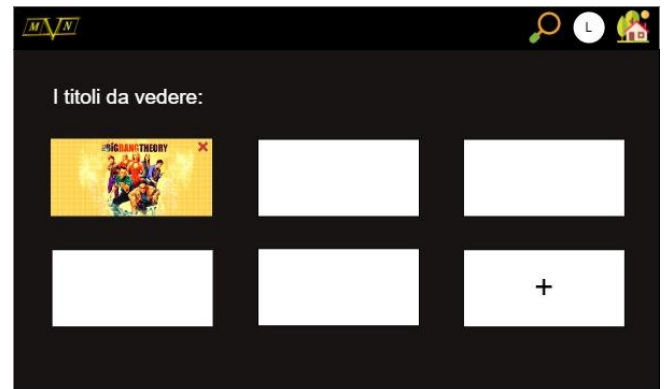 MVN
L
I titoli da vedere:
THE BIG BANG THEORY
+